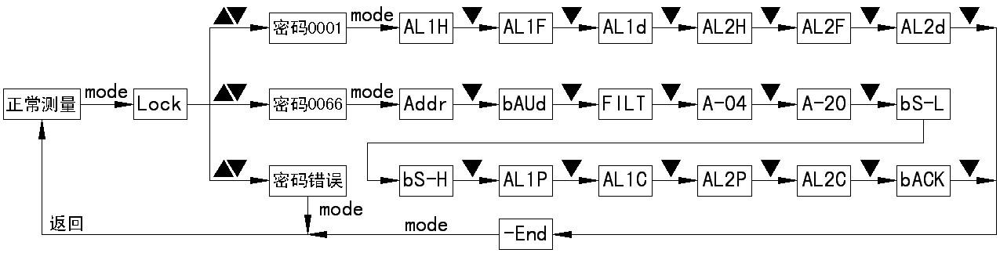 mode
密码0001
AL1H
AL1F
AL1d
AL2H
AL2F
AL2d
正常测量
mode
Lock
mode
密码0066
Addr
bAUd
FILT
A-04
A-20
bS-L
密码错误
bS-H
AL1P
AL1C
AL2P
AL2C
bACK
mode
返回
mode
-End